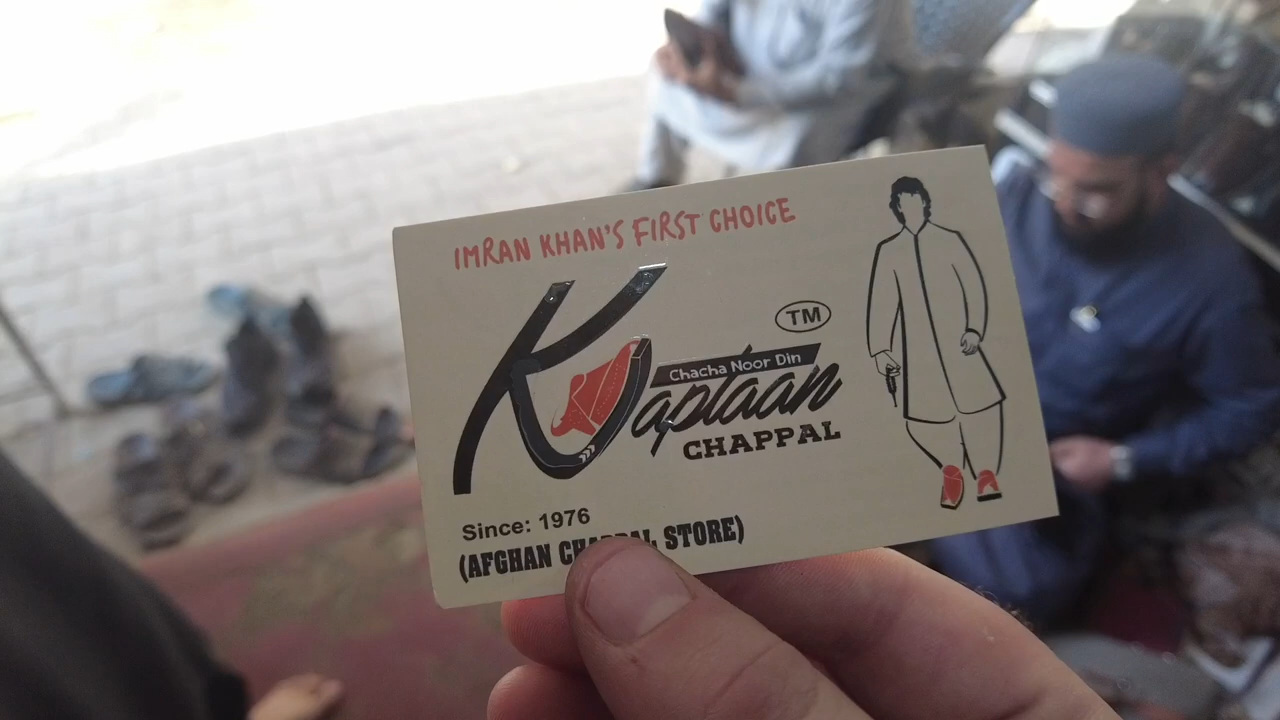 IMRAN KHAN'S FIRST CHOICE
TM
Chacha Noor Din
Kaptaan
CHAPPAL
Since: 1976
(AFGHAN CHAPPAL STORE)